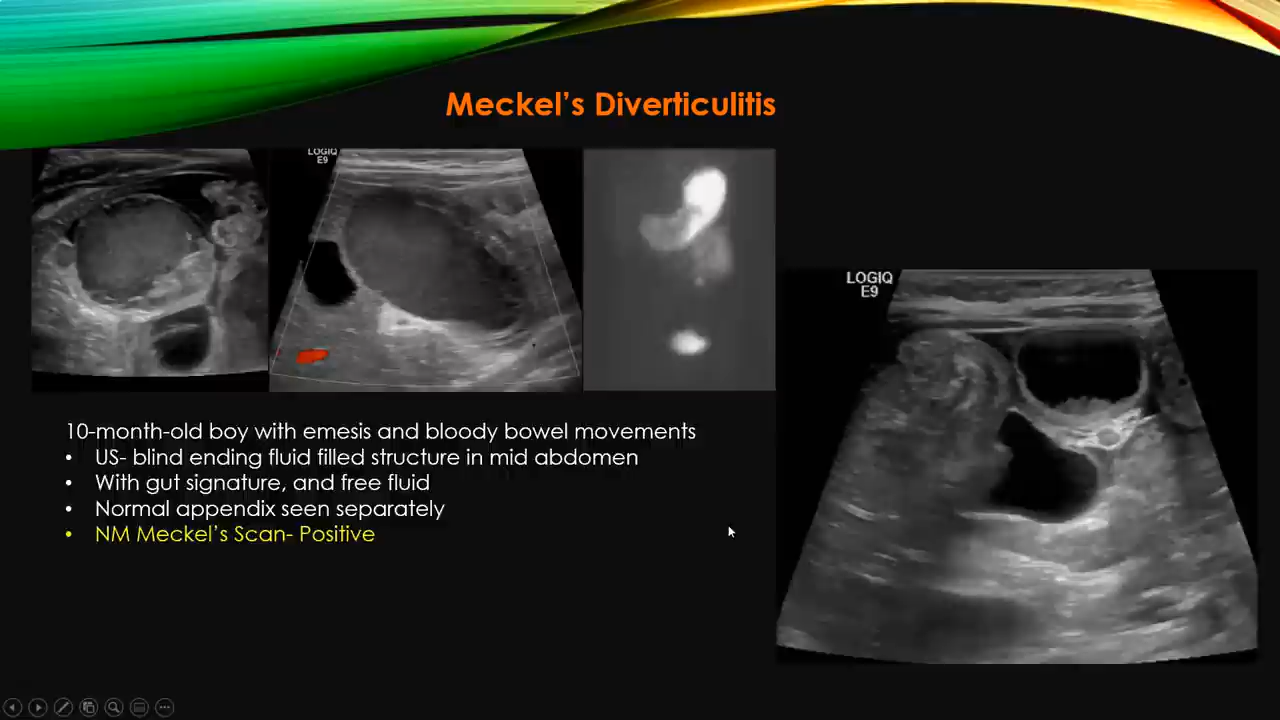 Meckel's Diverticulitis
LOGIQ
E9
LOGIQ
E9
10-month-old boy with emesis and bloody bowel movements
• US- blind ending fluid filled structure in mid abdomen
• With gut signature, and free fluid
• Normal appendix seen separately
• NM Meckel's Scan- Positive